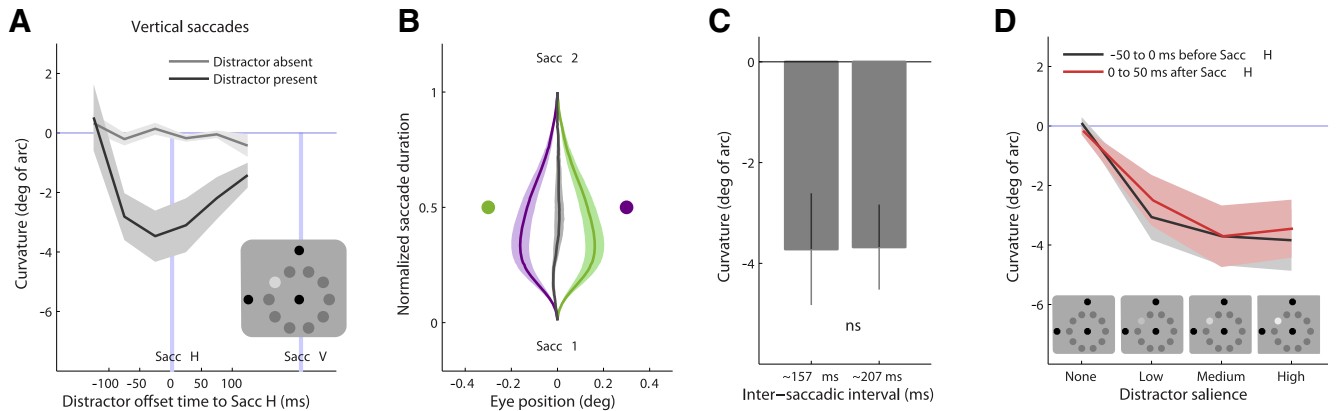 A
Vertical saccades
Distractor absent
Distractor present
2
0
−2
−4
−6
Curvature (deg of arc)
Sacc H
Sacc V
−100 −50 0 50 100
Distractor offset time to Sacc H (ms)
B
Sacc 2
1
0.5
0
Normalized saccade duration
Sacc 1
−0.4 −0.2 0 0.2 0.4
Eye position (deg)
C
0
−2
−4
Curvature (deg of arc)
ns
~157 ms ~207 ms
Inter−saccadic interval (ms)
D
−50 to 0 ms before Sacc H
0 to 50 ms after Sacc H
2
0
−2
−4
−6
Curvature (deg of arc)
None Low Medium High
Distractor salience